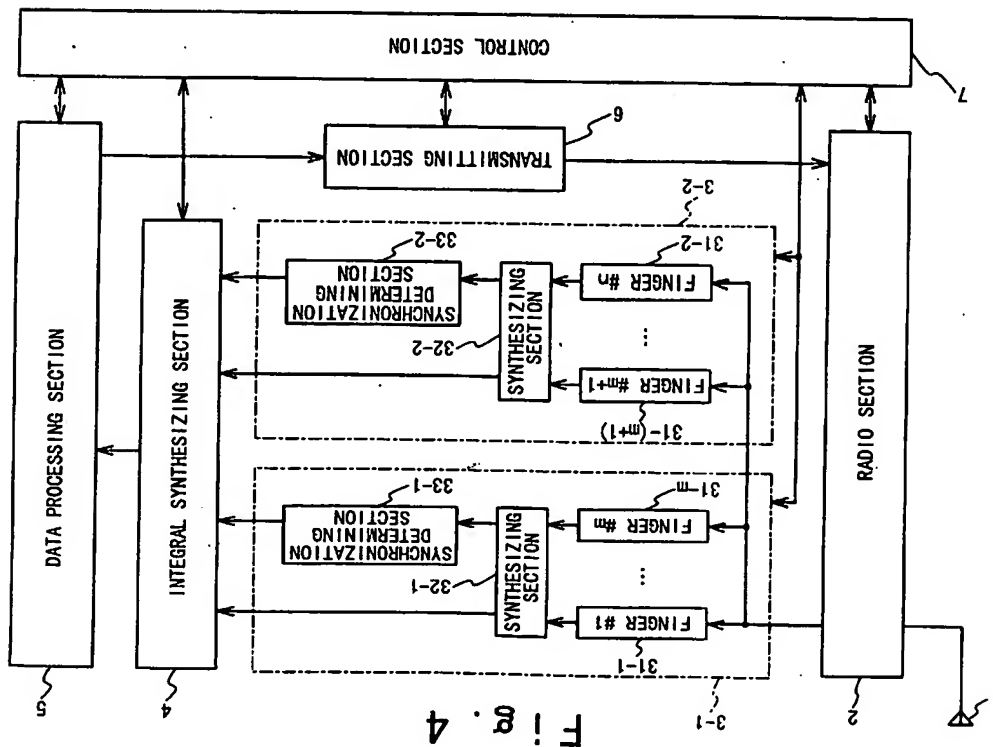 Fig. 4
2
3-1
4
5
31-1
FINGER #1
...
31-m
FINGER #m
SYNTHESIZING
SECTION
32-1
SYNCHRONIZATION
DETERMINING
SECTION
33-1
31-(m+1)
FINGER #m+1
...
FINGER #n
31-2
SYNTHESIZING
SECTION
32-2
SYNCHRONIZATION
DETERMINING
SECTION
33-2
3-2
RADIO SECTION
INTEGRAL SYNTHESIZING SECTION
DATA PROCESSING SECTION
TRANSMITTING SECTION
6
CONTROL SECTION
7